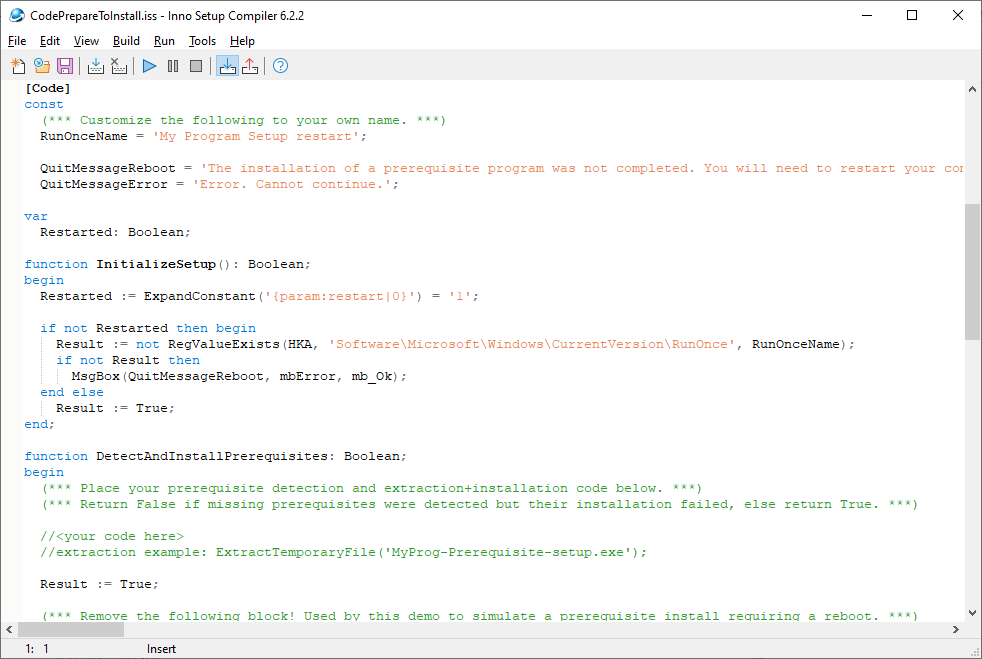 CodePrepareToInstall.iss - Inno Setup Compiler 6.2.2
File Edit View Build Run Tools Help
[Code]
const
  (*** Customize the following to your own name. ***)
  RunOnceName = 'My Program Setup restart';

  QuitMessageReboot = 'The installation of a prerequisite program was not completed. You will need to restart your
  QuitMessageError = 'Error. Cannot continue.';

var
  Restarted: Boolean;

function InitializeSetup(): Boolean;
begin
  Restarted := ExpandConstant('{param:restart|0}') = '1';

  if not Restarted then begin
    Result := not RegValueExists(HKA, 'Software\Microsoft\Windows\CurrentVersion\RunOnce', RunOnceName);
    if not Result then
      MsgBox(QuitMessageReboot, mbError, mb_Ok);
  end else
    Result := True;
end;

function DetectAndInstallPrerequisites: Boolean;
begin
  (*** Place your prerequisite detection and extraction+installation code below. ***)
  (*** Return False if missing prerequisites were detected but their installation failed, else return True. ***)

  //<your code here>
  //extraction example: ExtractTemporaryFile('MyProg-Prerequisite-setup.exe');

  Result := True;

  (*** Remove the following block! Used by this demo to simulate a prerequisite install requiring a reboot. ***)
1: 1 Insert